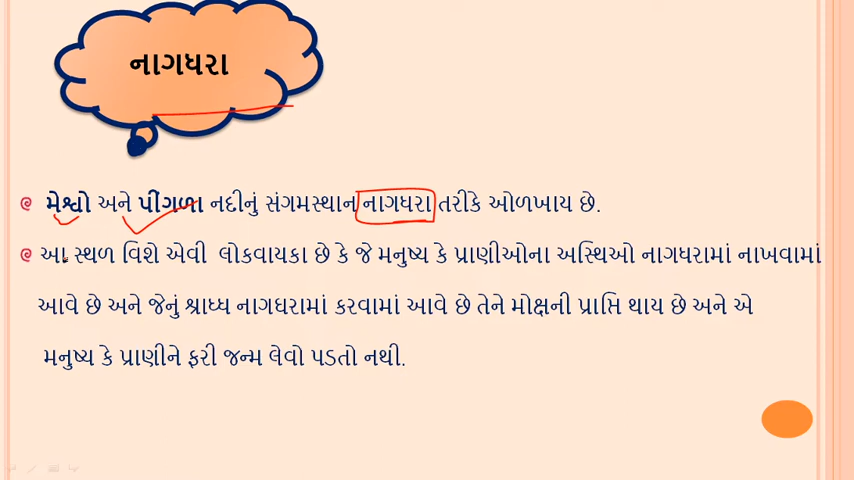 નાગધરા
મેશ્વો અને પીંગળા નદીનું સંગમસ્થાન નાગધરા તરીકે ઓળખાય છે.
આ સ્થળ વિશે એવી લોકવાયકા છે કે જે મનુષ્ય કે પ્રાણીઓના અસ્થિઓ નાગધરામાં નાખવામાં
આવે છે અને જેનું શ્રાધ્ધ નાગધરામાં કરવામાં આવે છે તેને મોક્ષની પ્રાપ્તિ થાય છે અને એ
મનુષ્ય કે પ્રાણીને ફરી જન્મ લેવો પડતો નથી.